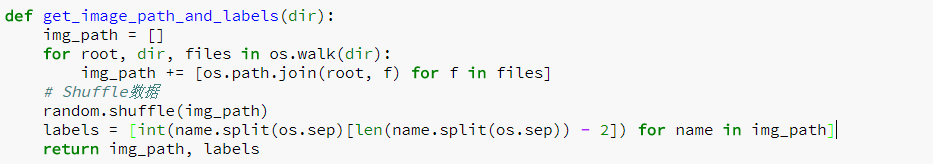 def get_image_path_and_labels(dir):
    img_path = []
    for root, dir, files in os.walk(dir):
        img_path += [os.path.join(root, f) for f in files]
    # Shuffle数据
    random.shuffle(img_path)
    labels = [int(name.split(os.sep)[len(name.split(os.sep)) - 2]) for name in img_path]
    return img_path, labels